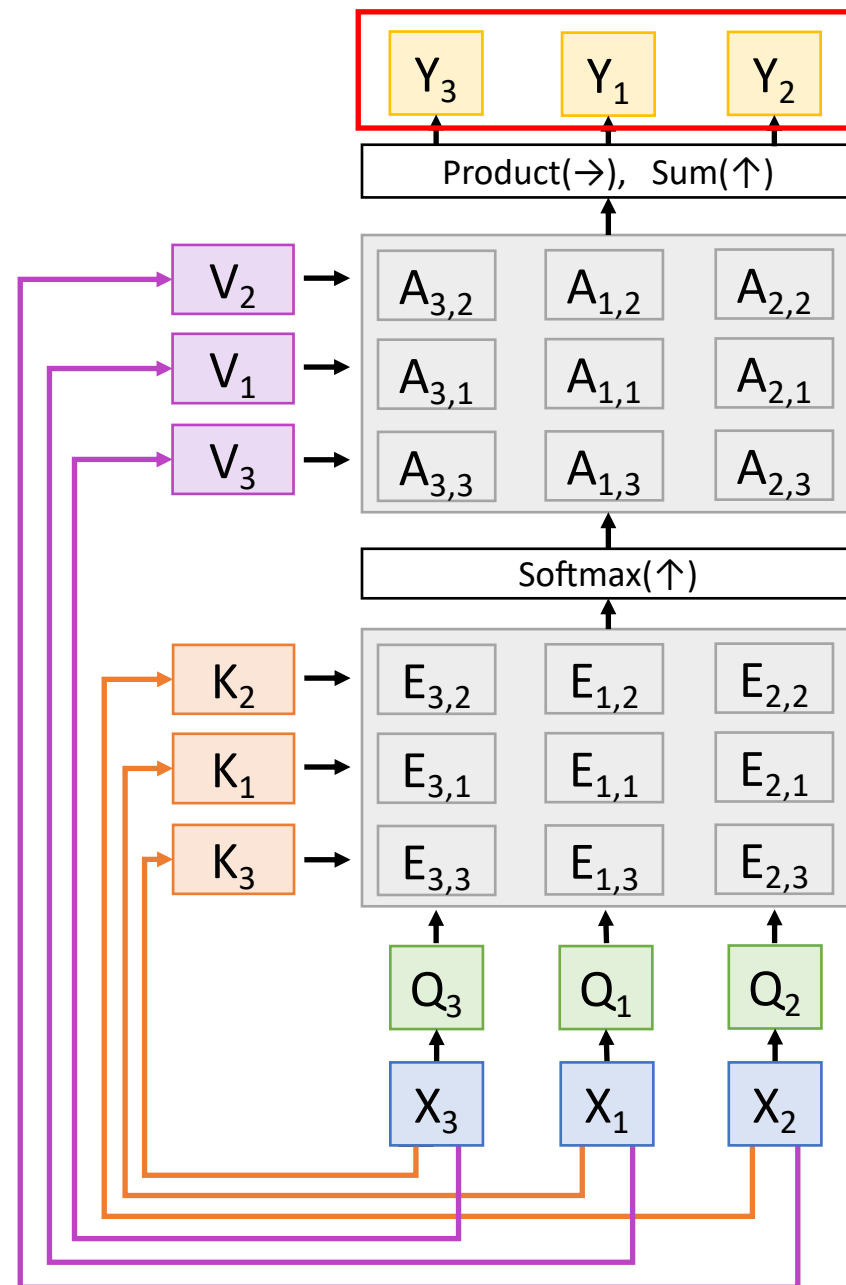 Y₃ Y₁ Y₂
Product(→), Sum(↑)
V₂ A₃,₂ A₁,₂ A₂,₂
V₁ A₃,₁ A₁,₁ A₂,₁
V₃ A₃,₃ A₁,₃ A₂,₃
Softmax(↑)
K₂ E₃,₂ E₁,₂ E₂,₂
K₁ E₃,₁ E₁,₁ E₂,₁
K₃ E₃,₃ E₁,₃ E₂,₃
Q₃ Q₁ Q₂
X₃ X₁ X₂